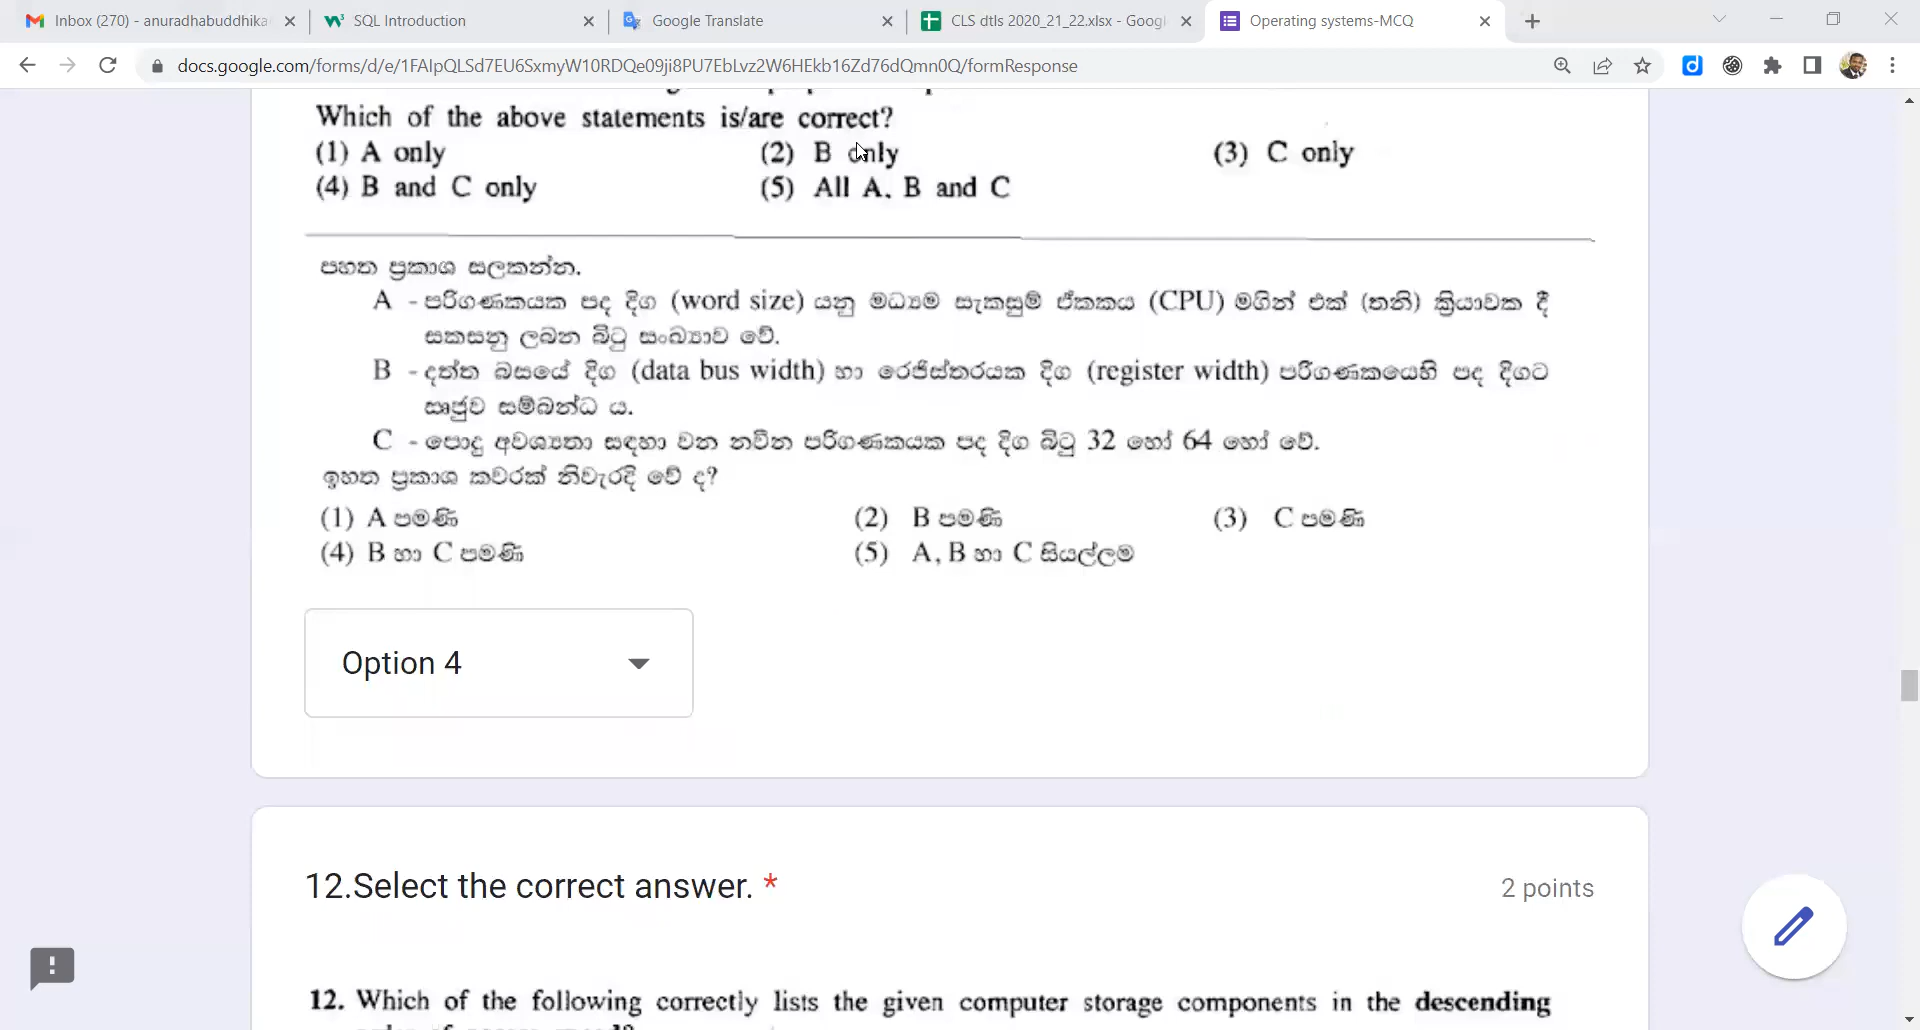 Inbox (270) - anuradhabuddhika
SQL Introduction
Google Translate
CLS dtls 2020_21_22.xlsx - Googl
Operating systems-MCQ
docs.google.com/forms/d/e/1FAIpQLSd7EU6SxmyW10RDQe09ji8PU7EbLvz2W6HEkb16Zd76dQmn0Q/formResponse
Which of the above statements is/are correct?
(1) A only (2) B only (3) C only
(4) B and C only (5) All A, B and C
පහත ප්‍රකාශ සලකන්න.
A - පරිගණකයක පද දිග (word size) යනු මධ්‍යම සැකසුම් ඒකකය (CPU) මගින් එක් (තනි) ක්‍රියාවක දී
සකසනු ලබන බිටු සංඛ්‍යාව වේ.
B - දත්ත බසයේ දිග (data bus width) හා රෙජිස්තරයක දිග (register width) පරිගණකයෙහි පද දිගට
සෘජුව සම්බන්ධ ය.
C - පොදු අවශ්‍යතා සඳහා වන නවීන පරිගණකයක පද දිග බිටු 32 හෝ 64 හෝ වේ.
ඉහත ප්‍රකාශ කවරක් නිවැරදි වේ ද?
(1) A පමණි (2) B පමණි (3) C පමණි
(4) B හා C පමණි (5) A, B හා C සියල්ලම
Option 4
12.Select the correct answer. * 2 points
12. Which of the following correctly lists the given computer storage components in the descending